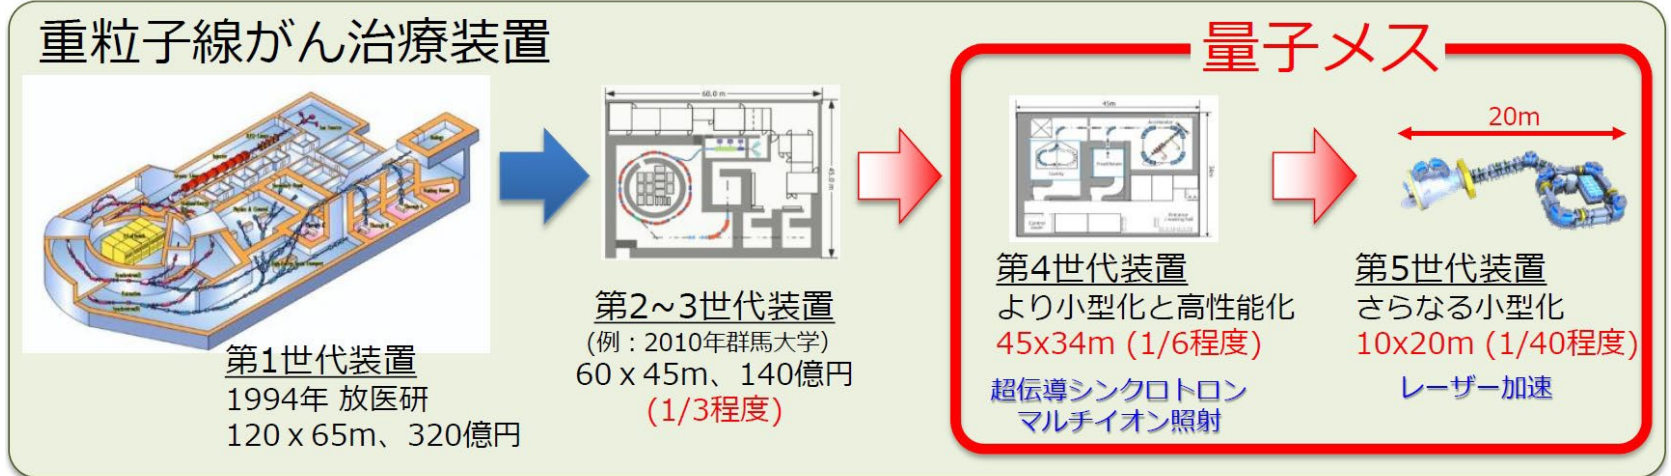 重粒子線がん治療装置
量子メス
第1世代装置
1994年 放医研
120 x 65m、320億円
60.0 m
45.0 m
第2~3世代装置
(例：2010年群馬大学)
60 x 45m、140億円
(1/3程度)
45m
34m
第4世代装置
より小型化と高性能化
45x34m (1/6程度)
超伝導シンクロトロン
マルチイオン照射
20m
第5世代装置
さらなる小型化
10x20m (1/40程度)
レーザー加速